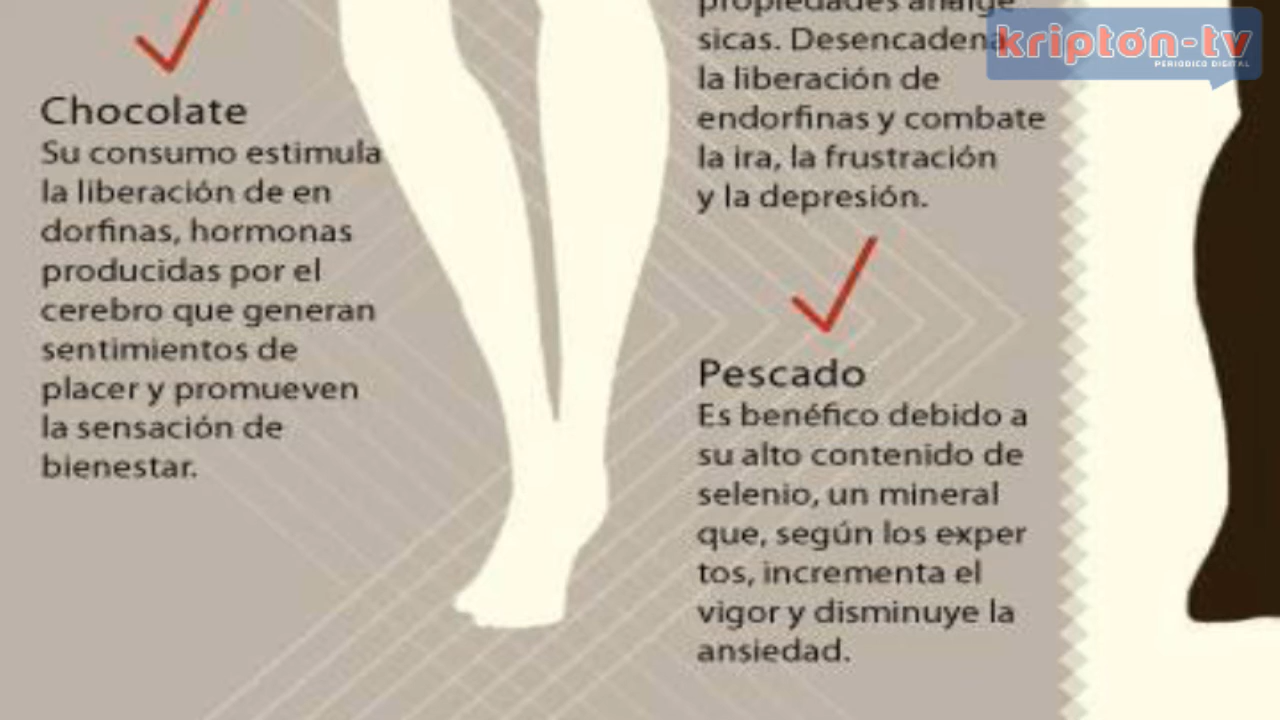 Chocolate
Su consumo estimula
la liberación de en
dorfinas, hormonas
producidas por el
cerebro que generan
sentimientos de
placer y promueven
la sensación de
bienestar.
propiedades analgé
sicas. Desencadena
la liberación de
endorfinas y combate
la ira, la frustración
y la depresión.
Pescado
Es benéfico debido a
su alto contenido de
selenio, un mineral
que, según los exper
tos, incrementa el
vigor y disminuye la
ansiedad.
kriptón-tv
PERIODICO DIGITAL